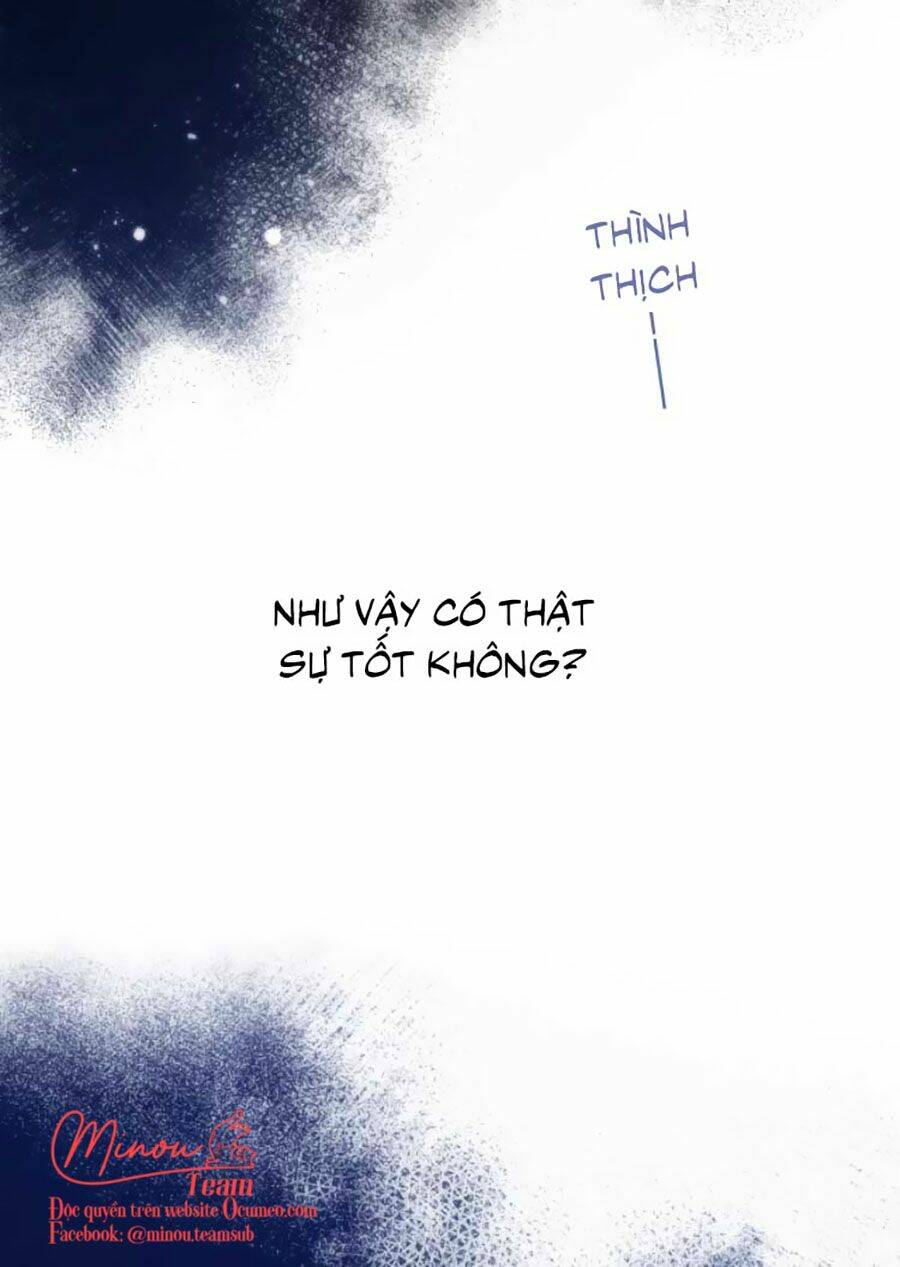 THÌNH
THỊCH
NHƯ VẬY CÓ THẬT
SỰ TỐT KHÔNG?
Minou
Team
Độc quyền trên website Ocumeo.com
Facebook: @minou.teamsub